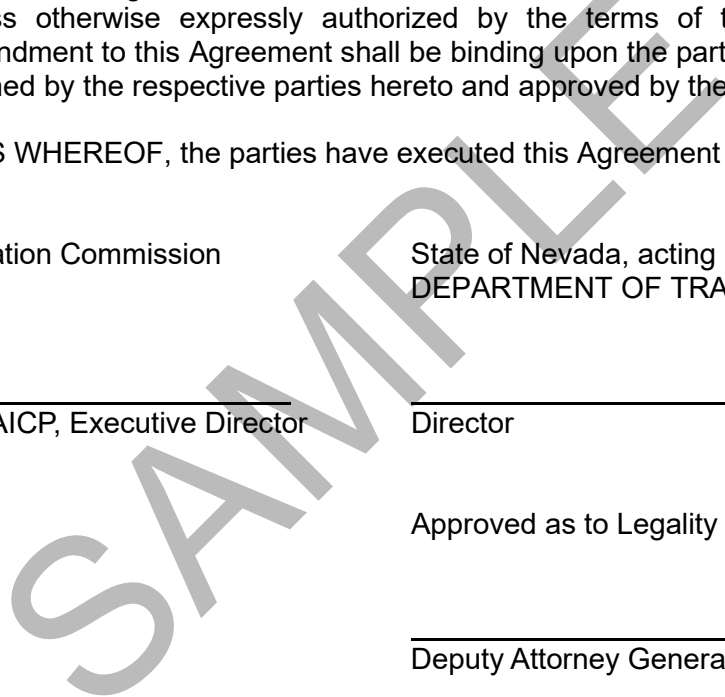 ss otherwise expressly authorized by the terms of t
ndment to this Agreement shall be binding upon the part
ned by the respective parties hereto and approved by the
S WHEREOF, the parties have executed this Agreement
ation Commission
State of Nevada, acting
DEPARTMENT OF TRA
AICP, Executive Director
Director
Approved as to Legality
Deputy Attorney Genera
SAMPLE